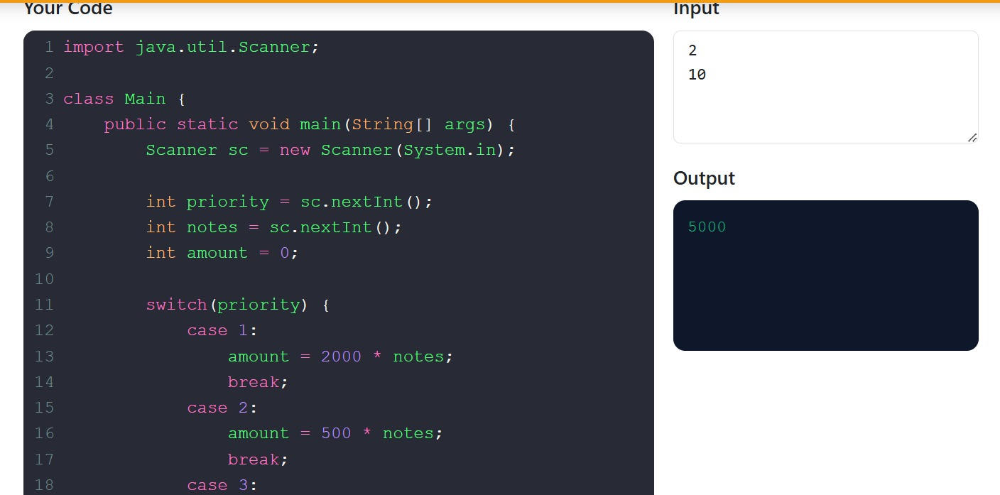 Your Code
1 import java.util.Scanner;
2
3 class Main {
4     public static void main(String[] args) {
5         Scanner sc = new Scanner(System.in);
6
7         int priority = sc.nextInt();
8         int notes = sc.nextInt();
9         int amount = 0;
10
11         switch(priority) {
12             case 1:
13                 amount = 2000 * notes;
14                 break;
15             case 2:
16                 amount = 500 * notes;
17                 break;
18             case 3:
Input
2
10
Output
5000